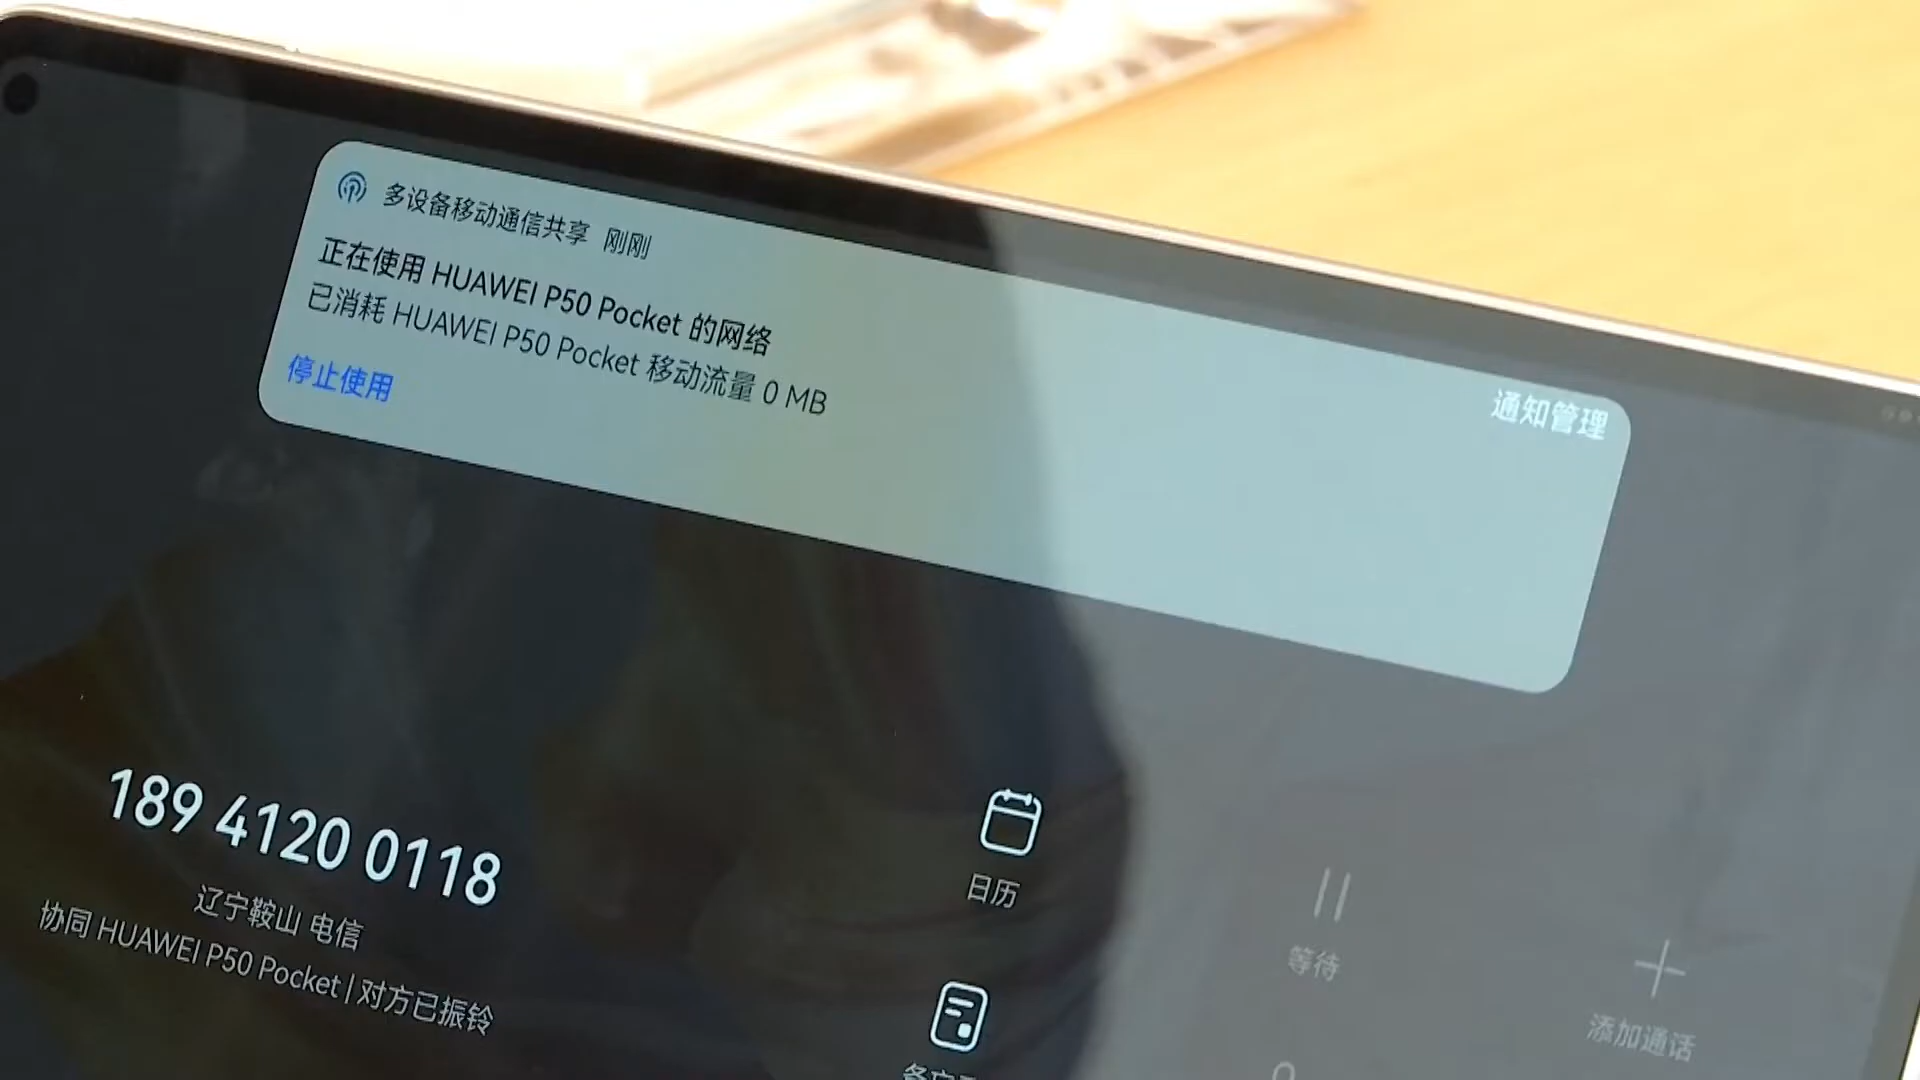 多设备移动通信共享 刚刚
正在使用 HUAWEI P50 Pocket 的网络
已消耗 HUAWEI P50 Pocket 移动流量 0 MB
停止使用
通知管理
189 4120 0118
辽宁鞍山 电信
协同 HUAWEI P50 Pocket | 对方已振铃
日历
等待
添加通话